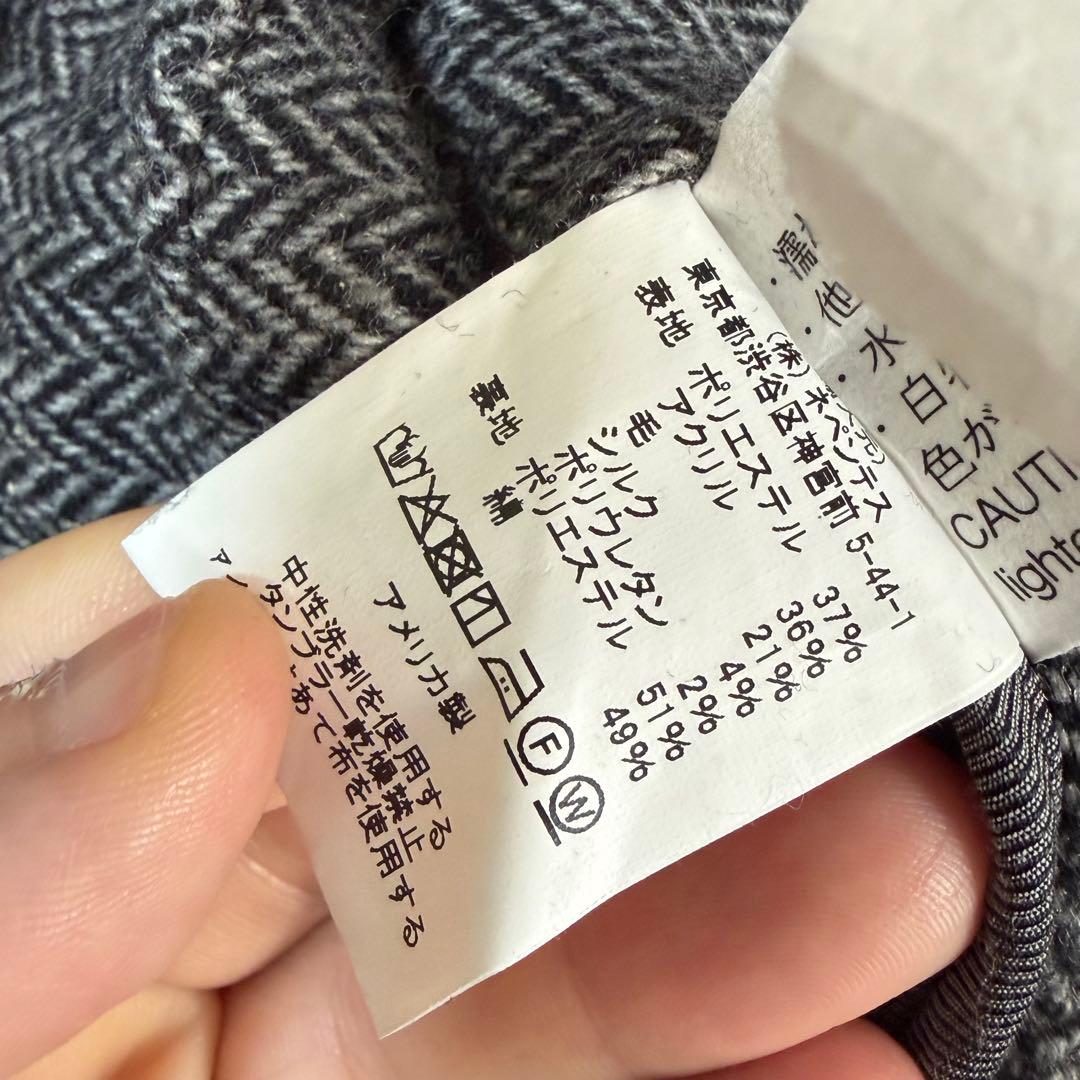 (株) ネペンテス
東京都渋谷区神宮前 5-44-1
表地 ポリエステル 37%
アクリル 36%
毛 21%
シルク 4%
ポリウレタン 2%
裏地 綿 51%
ポリエステル 49%
F W
アメリカ製
中性洗剤を使用する
タンブラー乾燥禁止
あて布を使用する
・濡
・他
・水
・白
色が
CAUTI
light